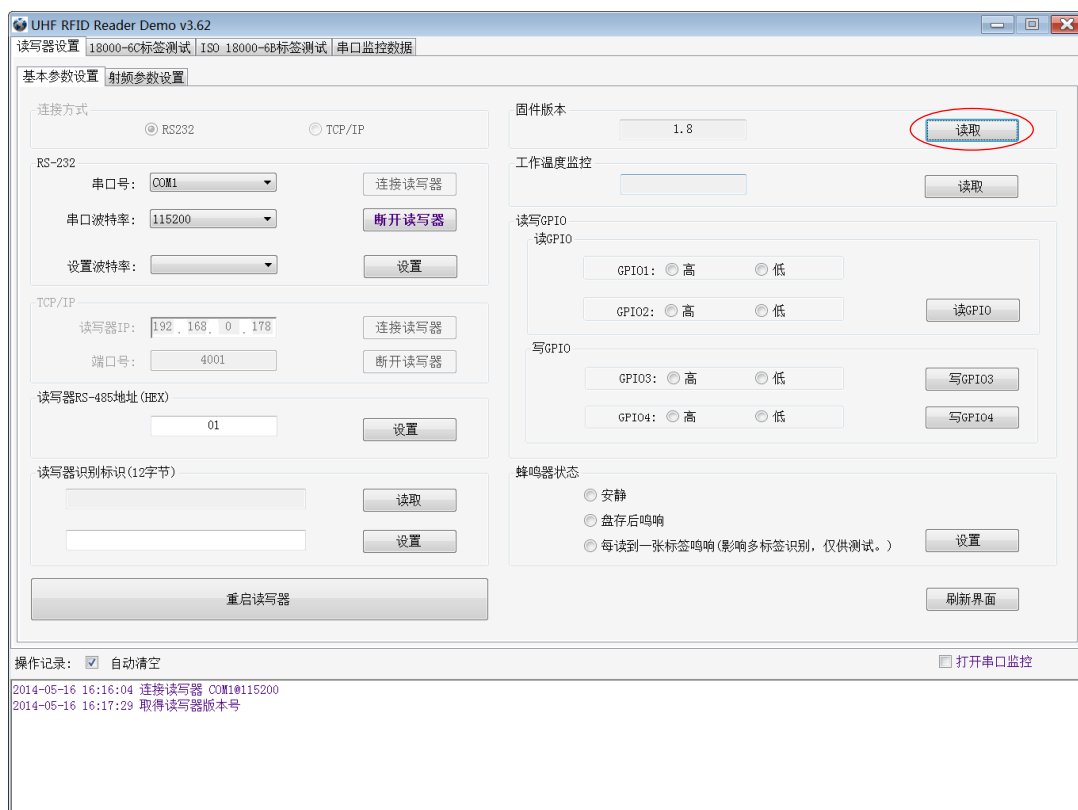 UHF RFID Reader Demo v3.62
读写器设置 18000-6C标签测试 ISO 18000-6B标签测试 串口监控数据
基本参数设置 射频参数设置
连接方式
RS232 TCP/IP
RS-232
串口号: COM1 连接读写器
串口波特率: 115200 断开读写器
设置波特率: 设置
TCP/IP
读写器IP: 192 . 168 . 0 . 178 连接读写器
端口号: 4001 断开读写器
读写器RS-485地址(HEX)
01 设置
读写器识别标识(12字节)
读取
设置
重启读写器
固件版本
1.8 读取
工作温度监控
读取
读写GPIO
读GPIO
GPIO1: 高 低
GPIO2: 高 低 读GPIO
写GPIO
GPIO3: 高 低 写GPIO3
GPIO4: 高 低 写GPIO4
蜂鸣器状态
安静
盘存后鸣响
每读到一张标签鸣响(影响多标签识别，仅供测试。) 设置
刷新界面
操作记录: 自动清空 打开串口监控
2014-05-16 16:16:04 连接读写器 COM1@115200
2014-05-16 16:17:29 取得读写器版本号